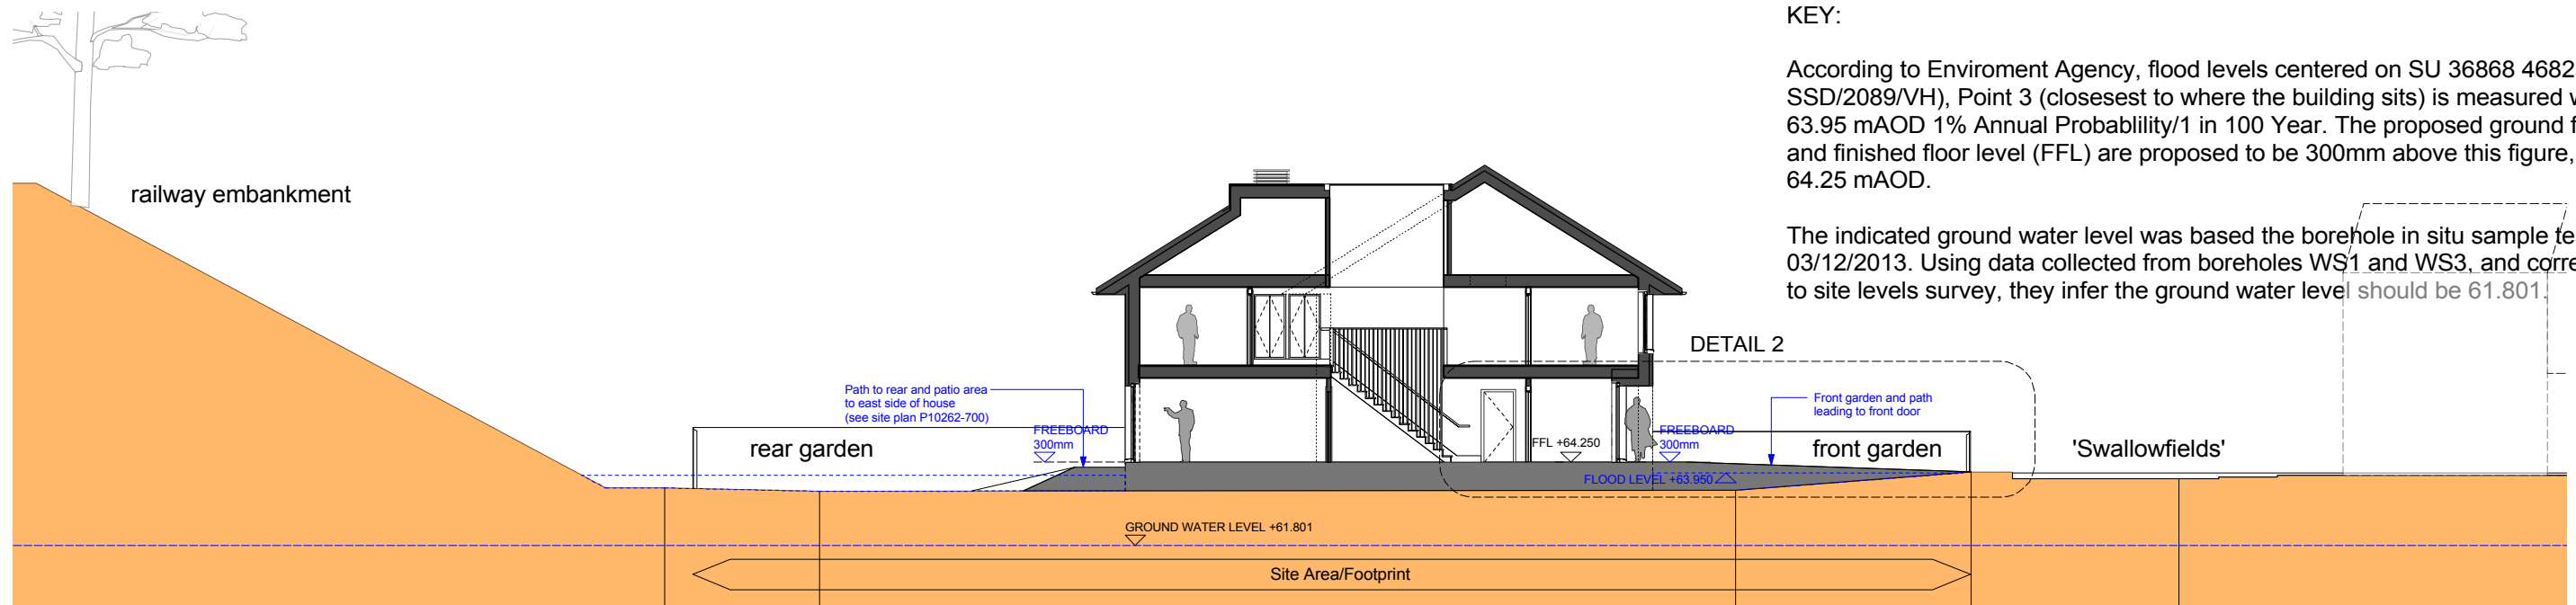 KEY:
According to Enviroment Agency, flood levels centered on SU 36868 4682
SSD/2089/VH), Point 3 (closesest to where the building sits) is measured w
63.95 mAOD 1% Annual Probablility/1 in 100 Year. The proposed ground f
and finished floor level (FFL) are proposed to be 300mm above this figure,
64.25 mAOD.
The indicated ground water level was based the borehole in situ sample te
03/12/2013. Using data collected from boreholes WS1 and WS3, and corre
to site levels survey, they infer the ground water level should be 61.801.
railway embankment
DETAIL 2
Path to rear and patio area
to east side of house
(see site plan P10262-700)
Front garden and path
leading to front door
FREEBOARD
300mm
rear garden
FFL +64.250
FREEBOARD
300mm
front garden
'Swallowfields'
FLOOD LEVEL +63.950
GROUND WATER LEVEL +61.801
Site Area/Footprint